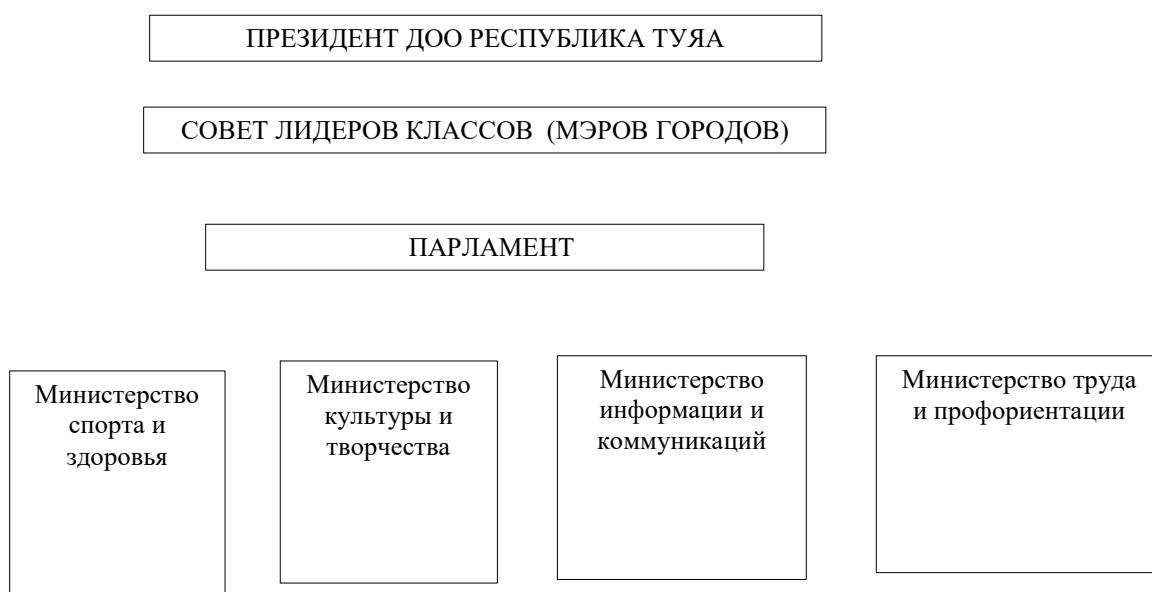 ПРЕЗИДЕНТ ДОО РЕСПУБЛИКА ТУЯА
СОВЕТ ЛИДЕРОВ КЛАССОВ (МЭРОВ ГОРОДОВ)
ПАРЛАМЕНТ
Министерство
спорта и
здоровья
Министерство
культуры и
творчества
Министерство
информации и
коммуникаций
Министерство труда
и профориентации